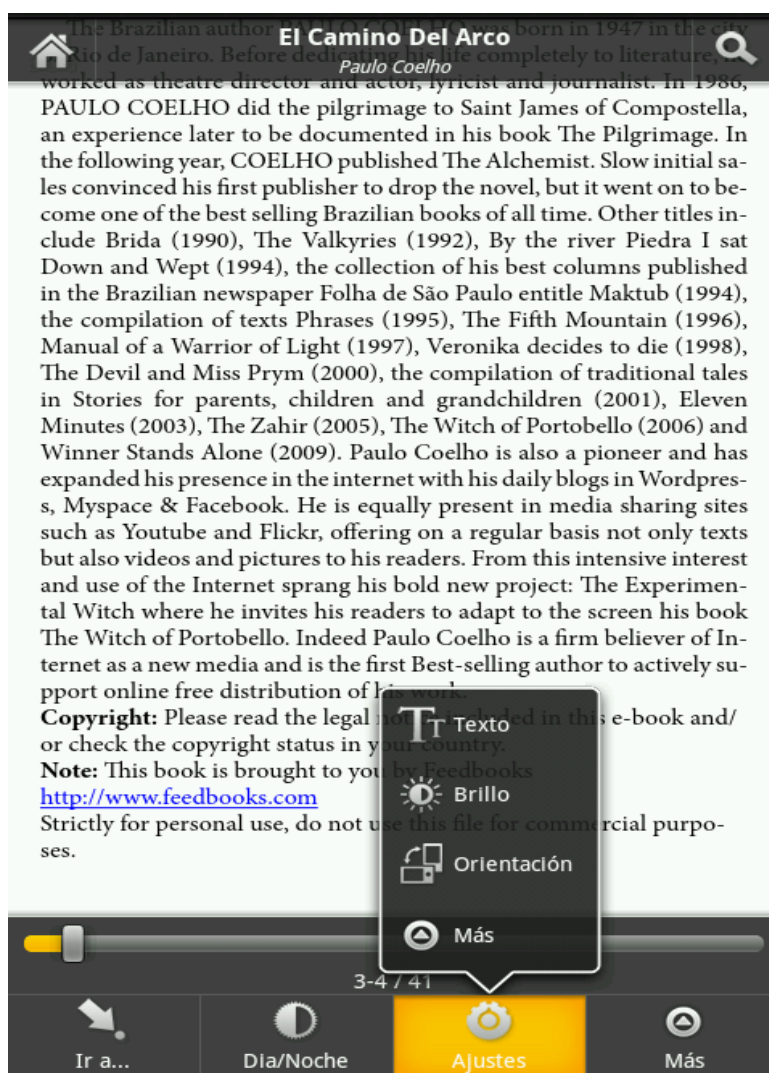 The Brazilian author PAULO COELHO was born in 1947 in the city
El Camino Del Arco
Rio de Janeiro. Before dedicating his life completely to literature,
Paulo Coelho
worked as theatre director and actor, lyricist and journalist. In 1986,
PAULO COELHO did the pilgrimage to Saint James of Compostella,
an experience later to be documented in his book The Pilgrimage. In
the following year, COELHO published The Alchemist. Slow initial sa-
les convinced his first publisher to drop the novel, but it went on to be-
come one of the best selling Brazilian books of all time. Other titles in-
clude Brida (1990), The Valkyries (1992), By the river Piedra I sat
Down and Wept (1994), the collection of his best columns published
in the Brazilian newspaper Folha de São Paulo entitle Maktub (1994),
the compilation of texts Phrases (1995), The Fifth Mountain (1996),
Manual of a Warrior of Light (1997), Veronika decides to die (1998),
The Devil and Miss Prym (2000), the compilation of traditional tales
in Stories for parents, children and grandchildren (2001), Eleven
Minutes (2003), The Zahir (2005), The Witch of Portobello (2006) and
Winner Stands Alone (2009). Paulo Coelho is also a pioneer and has
expanded his presence in the internet with his daily blogs in Wordpres-
s, Myspace & Facebook. He is equally present in media sharing sites
such as Youtube and Flickr, offering on a regular basis not only texts
but also videos and pictures to his readers. From this intensive interest
and use of the Internet sprang his bold new project: The Experimen-
tal Witch where he invites his readers to adapt to the screen his book
The Witch of Portobello. Indeed Paulo Coelho is a firm believer of In-
ternet as a new media and is the first Best-selling author to actively su-
pport online free distribution of his work.
Copyright: Please read the legal included in this e-book and/
or check the copyright status in your country.
Note: This book is brought to you by Feedbooks
http://www.feedbooks.com
Strictly for personal use, do not use this file for commercial purpo-
ses.
Texto
Brillo
Orientación
Más
3-4 / 41
Ir a...
Dia/Noche
Ajustes
Más